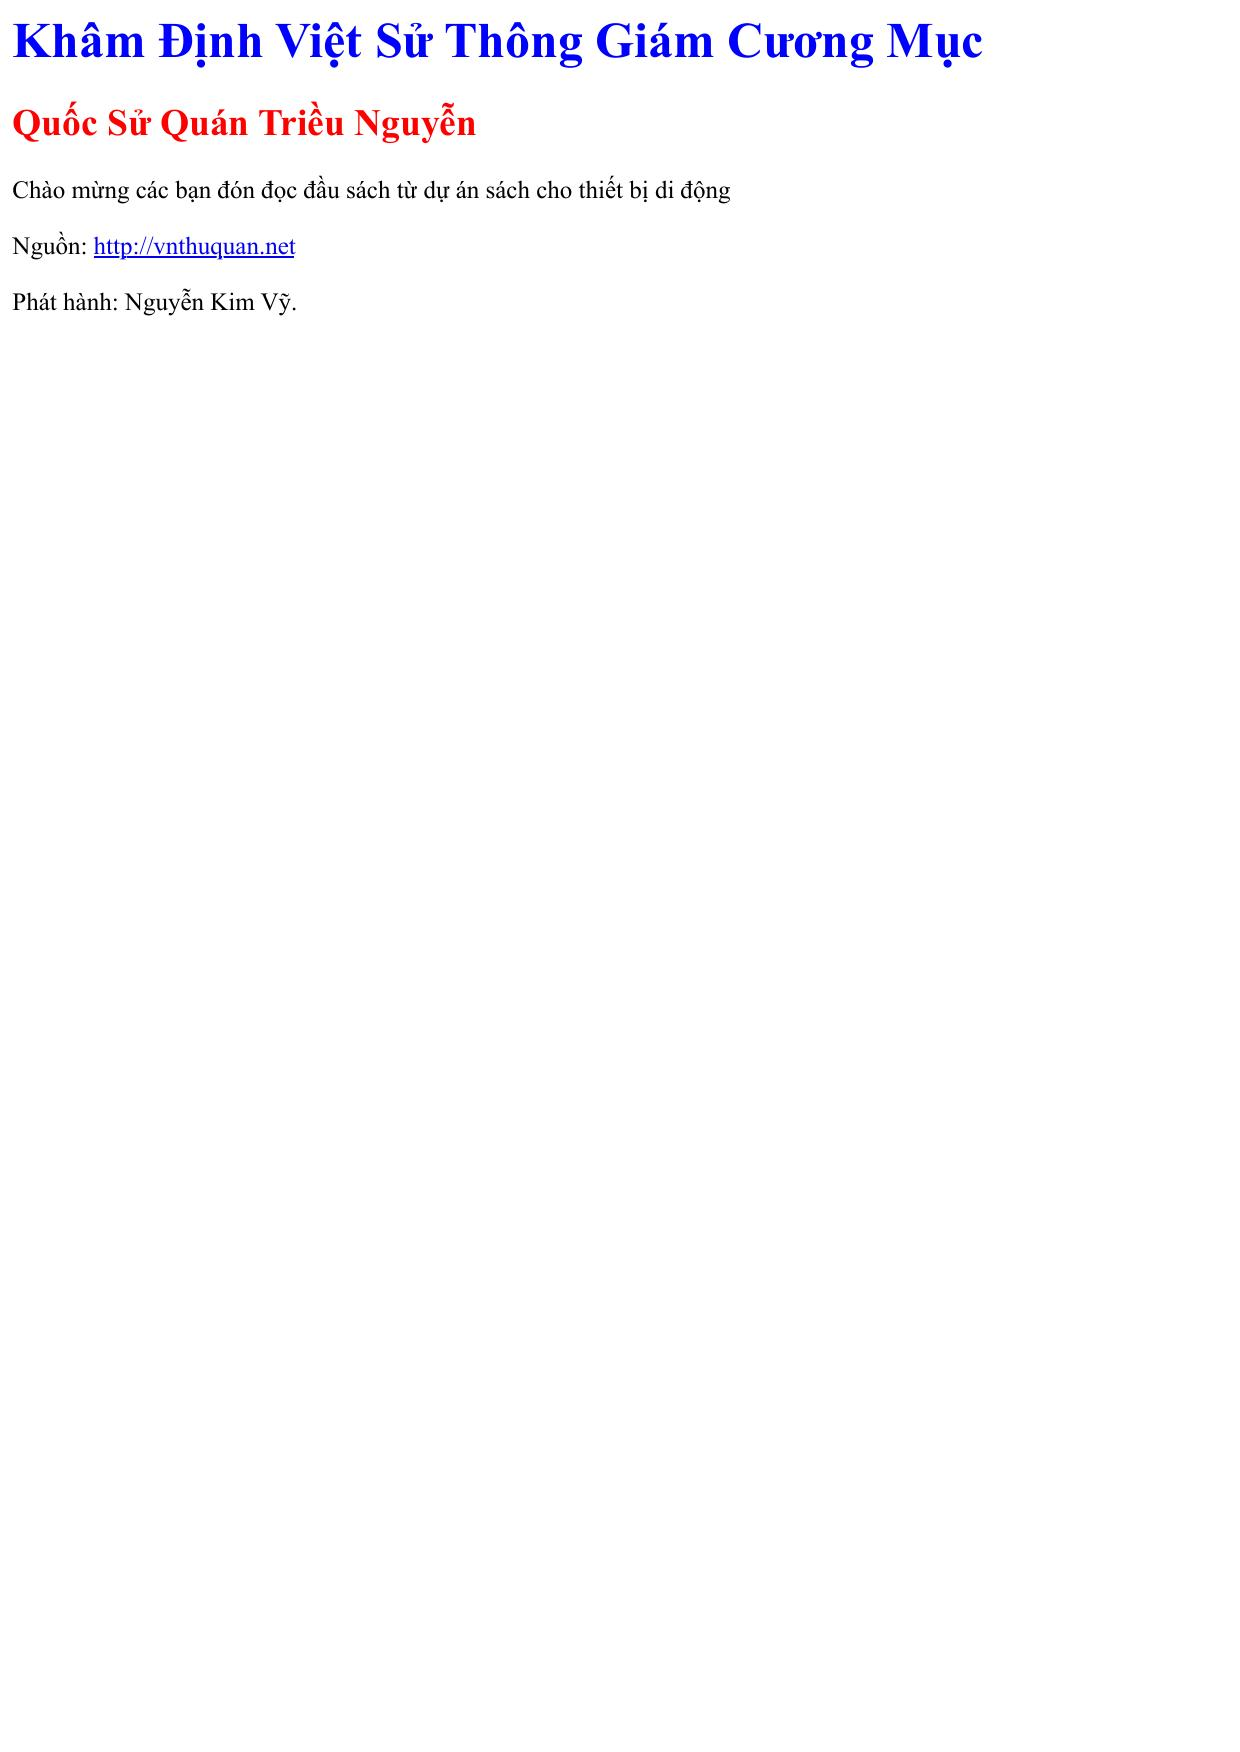 Khâm Định Việt Sử Thông Giám Cương Mục
Quốc Sử Quán Triều Nguyễn
Chào mừng các bạn đón đọc đầu sách từ dự án sách cho thiết bị di động
Nguồn: http://vnthuquan.net
Phát hành: Nguyễn Kim Vỹ.